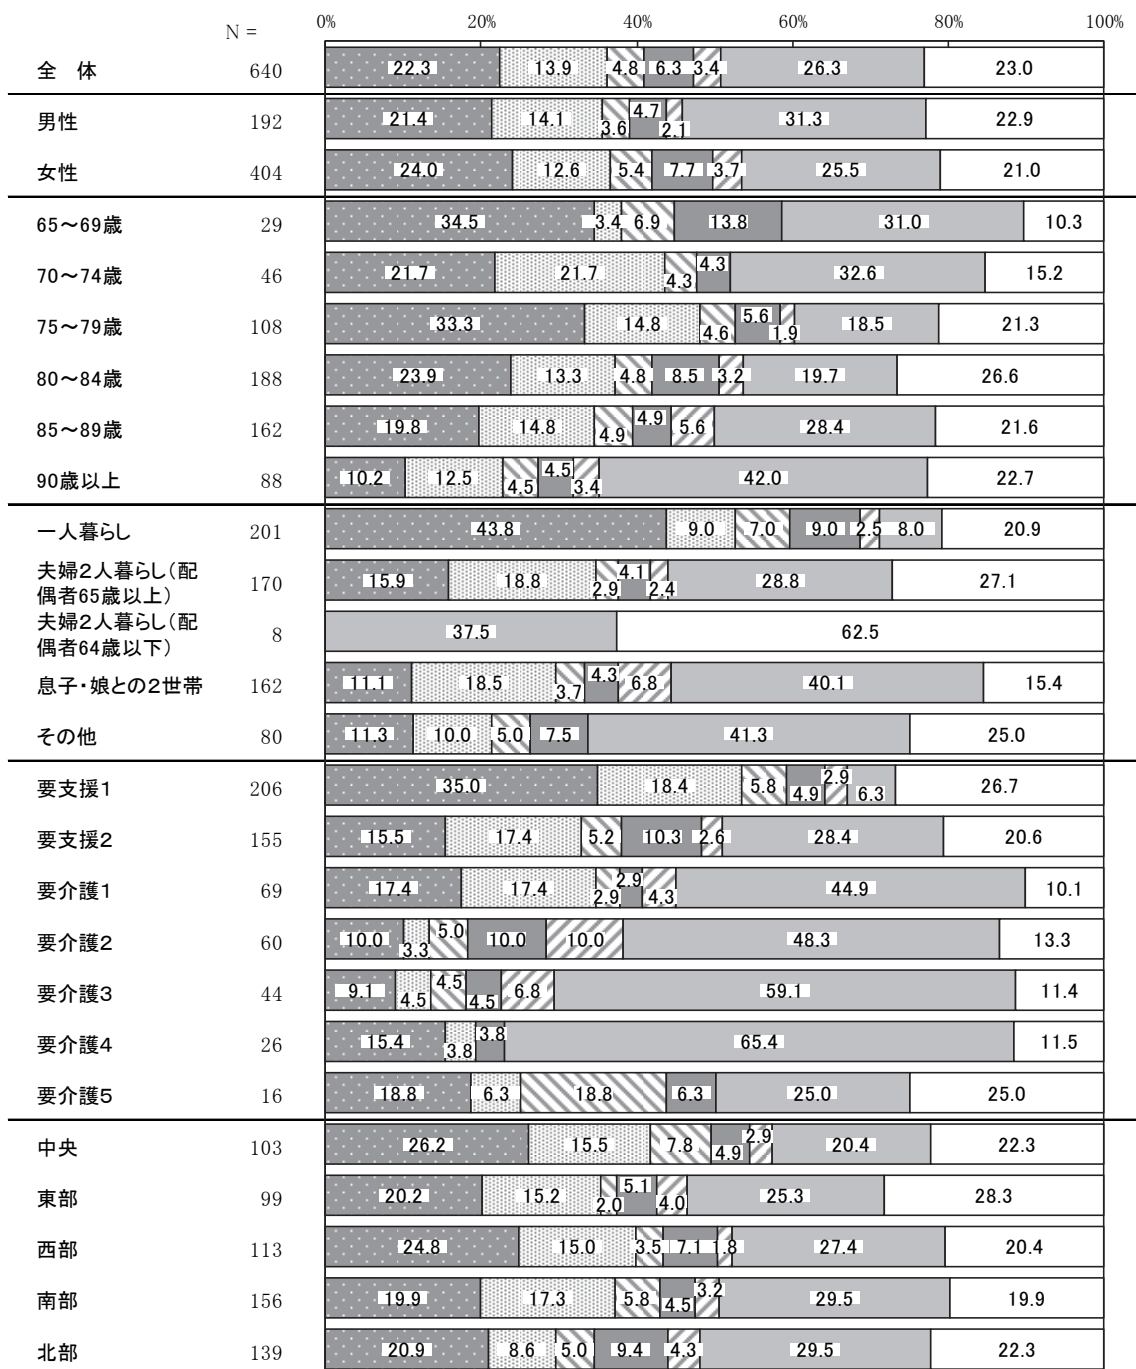 0% 20% 40% 60% 80% 100%
N =
全　体 640 22.3 13.9 4.8 6.3 3.4 26.3 23.0
男性 192 21.4 14.1 3.6 4.7 2.1 31.3 22.9
女性 404 24.0 12.6 5.4 7.7 3.7 25.5 21.0
65～69歳 29 34.5 3.4 6.9 13.8 31.0 10.3
70～74歳 46 21.7 21.7 4.3 4.3 32.6 15.2
75～79歳 108 33.3 14.8 4.6 5.6 1.9 18.5 21.3
80～84歳 188 23.9 13.3 4.8 8.5 3.2 19.7 26.6
85～89歳 162 19.8 14.8 4.9 4.9 5.6 28.4 21.6
90歳以上 88 10.2 12.5 4.5 4.5 3.4 42.0 22.7
一人暮らし 201 43.8 9.0 7.0 9.0 2.5 8.0 20.9
夫婦２人暮らし（配
偶者65歳以上） 170 15.9 18.8 2.9 4.1 2.4 28.8 27.1
夫婦２人暮らし（配
偶者64歳以下） 8 37.5 62.5
息子・娘との２世帯 162 11.1 18.5 3.7 4.3 6.8 40.1 15.4
その他 80 11.3 10.0 5.0 7.5 41.3 25.0
要支援１ 206 35.0 18.4 5.8 4.9 2.9 6.3 26.7
要支援２ 155 15.5 17.4 5.2 10.3 2.6 28.4 20.6
要介護１ 69 17.4 17.4 2.9 2.9 4.3 44.9 10.1
要介護２ 60 10.0 3.3 5.0 10.0 10.0 48.3 13.3
要介護３ 44 9.1 4.5 4.5 4.5 6.8 59.1 11.4
要介護４ 26 15.4 3.8 3.8 65.4 11.5
要介護５ 16 18.8 6.3 18.8 6.3 25.0 25.0
中央 103 26.2 15.5 7.8 4.9 2.9 20.4 22.3
東部 99 20.2 15.2 2.0 5.1 4.0 25.3 28.3
西部 113 24.8 15.0 3.5 7.1 1.8 27.4 20.4
南部 156 19.9 17.3 5.8 4.5 3.2 29.5 19.9
北部 139 20.9 8.6 5.0 9.4 4.3 29.5 22.3